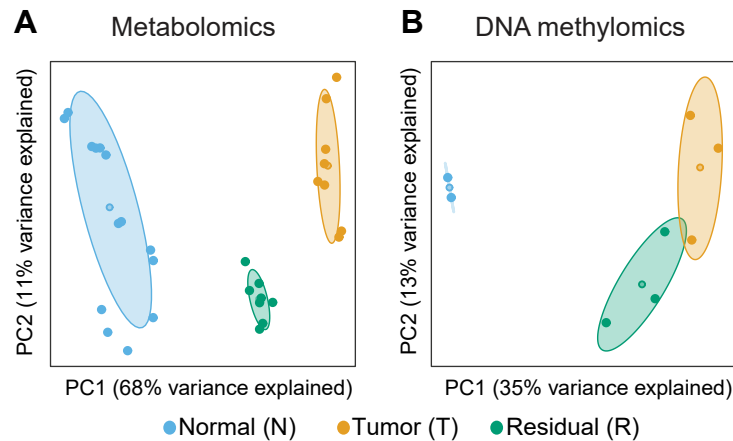 A
Metabolomics
PC2 (11% variance explained)
PC1 (68% variance explained)
B
DNA methylomics
PC2 (13% variance explained)
PC1 (35% variance explained)
Normal (N)
Tumor (T)
Residual (R)